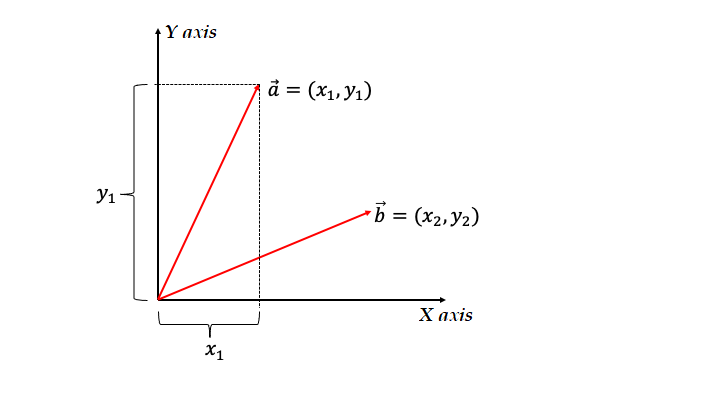 Y axis
a⃗ = (x₁, y₁)
y₁
b⃗ = (x₂, y₂)
X axis
x₁